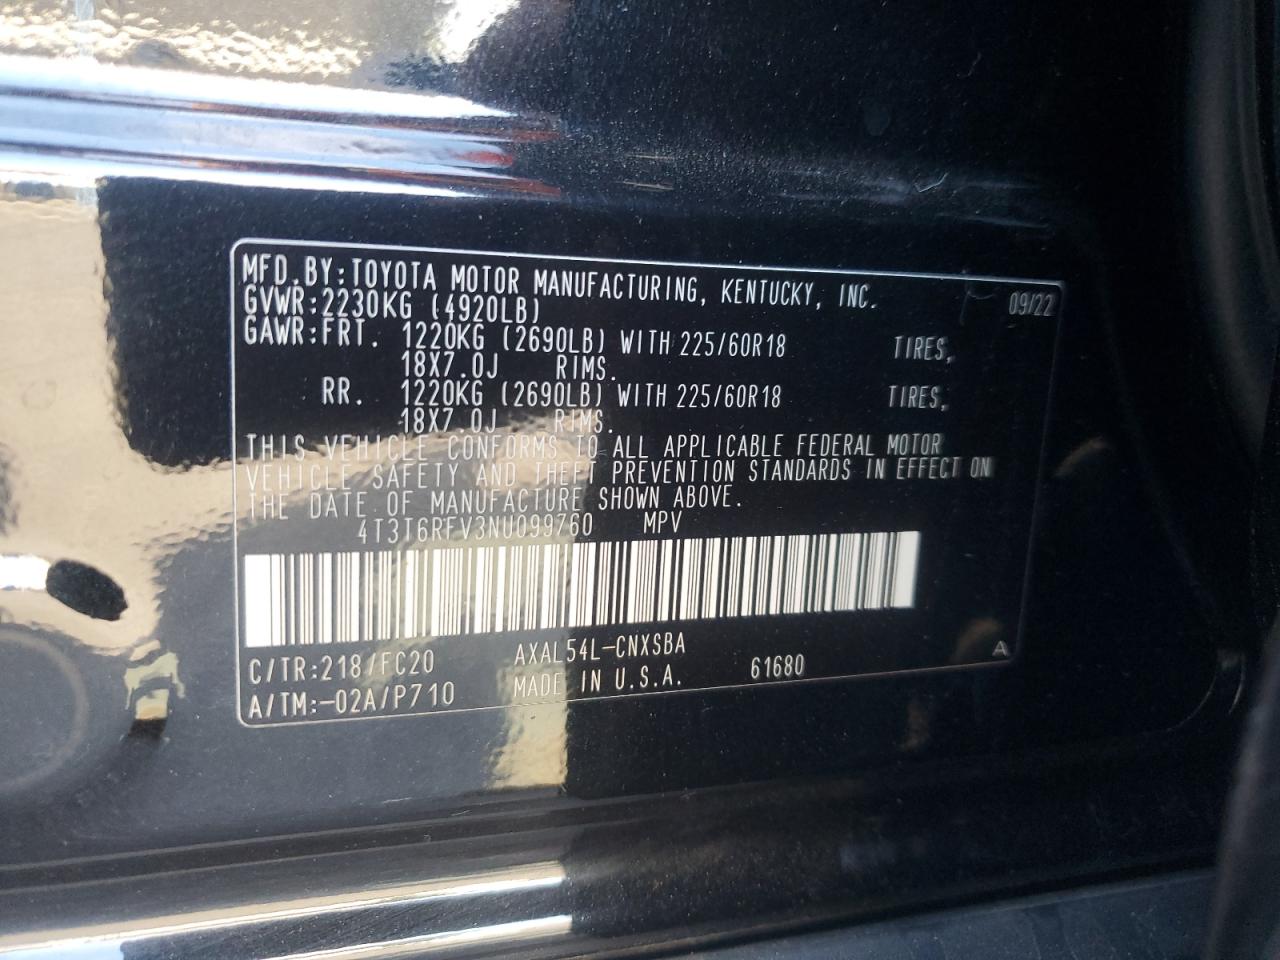 MFD.BY:TOYOTA MOTOR MANUFACTURING, KENTUCKY, INC. 09/22
GVWR:2230KG (4920LB)
GAWR:FRT. 1220KG (2690LB) WITH 225/60R18 TIRES,
18X7.0J RIMS.
RR. 1220KG (2690LB) WITH 225/60R18 TIRES,
18X7.0J RIMS.
THIS VEHICLE CONFORMS TO ALL APPLICABLE FEDERAL MOTOR
VEHICLE SAFETY AND THEFT PREVENTION STANDARDS IN EFFECT ON
THE DATE OF MANUFACTURE SHOWN ABOVE.
4T3T6RFV3NU099760 MPV
C/TR:218/FC20 AXAL54L-CNXSBA A
A/TM:-02A/P710 MADE IN U.S.A. 61680